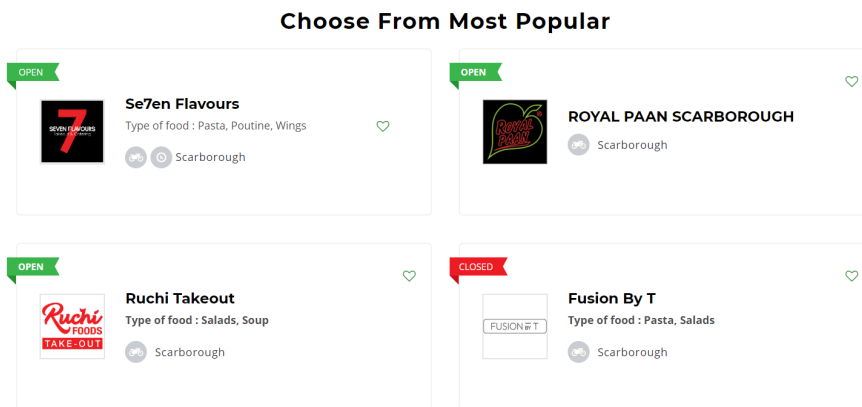 Choose From Most Popular
OPEN
SEVEN FLAVOURS
Se7en Flavours
Type of food : Pasta, Poutine, Wings
Scarborough
OPEN
ROYAL
PAAN
ROYAL PAAN SCARBOROUGH
Scarborough
OPEN
Ruchi
FOODS
TAKE-OUT
Ruchi Takeout
Type of food : Salads, Soup
Scarborough
CLOSED
FUSION BY T
Fusion By T
Type of food : Pasta, Salads
Scarborough